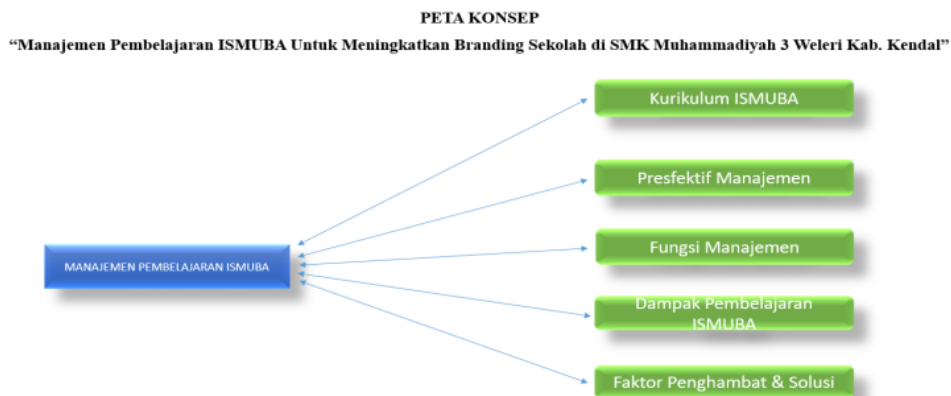 PETA KONSEP
“Manajemen Pembelajaran ISMUBA Untuk Meningkatkan Branding Sekolah di SMK Muhammadiyah 3 Weleri Kab. Kendal”
Kurikulum ISMUBA
Presfektif Manajemen
Fungsi Manajemen
MANAJEMEN PEMBELAJARAN ISMUBA
Dampak Pembelajaran
ISMUBA
Faktor Penghambat & Solusi